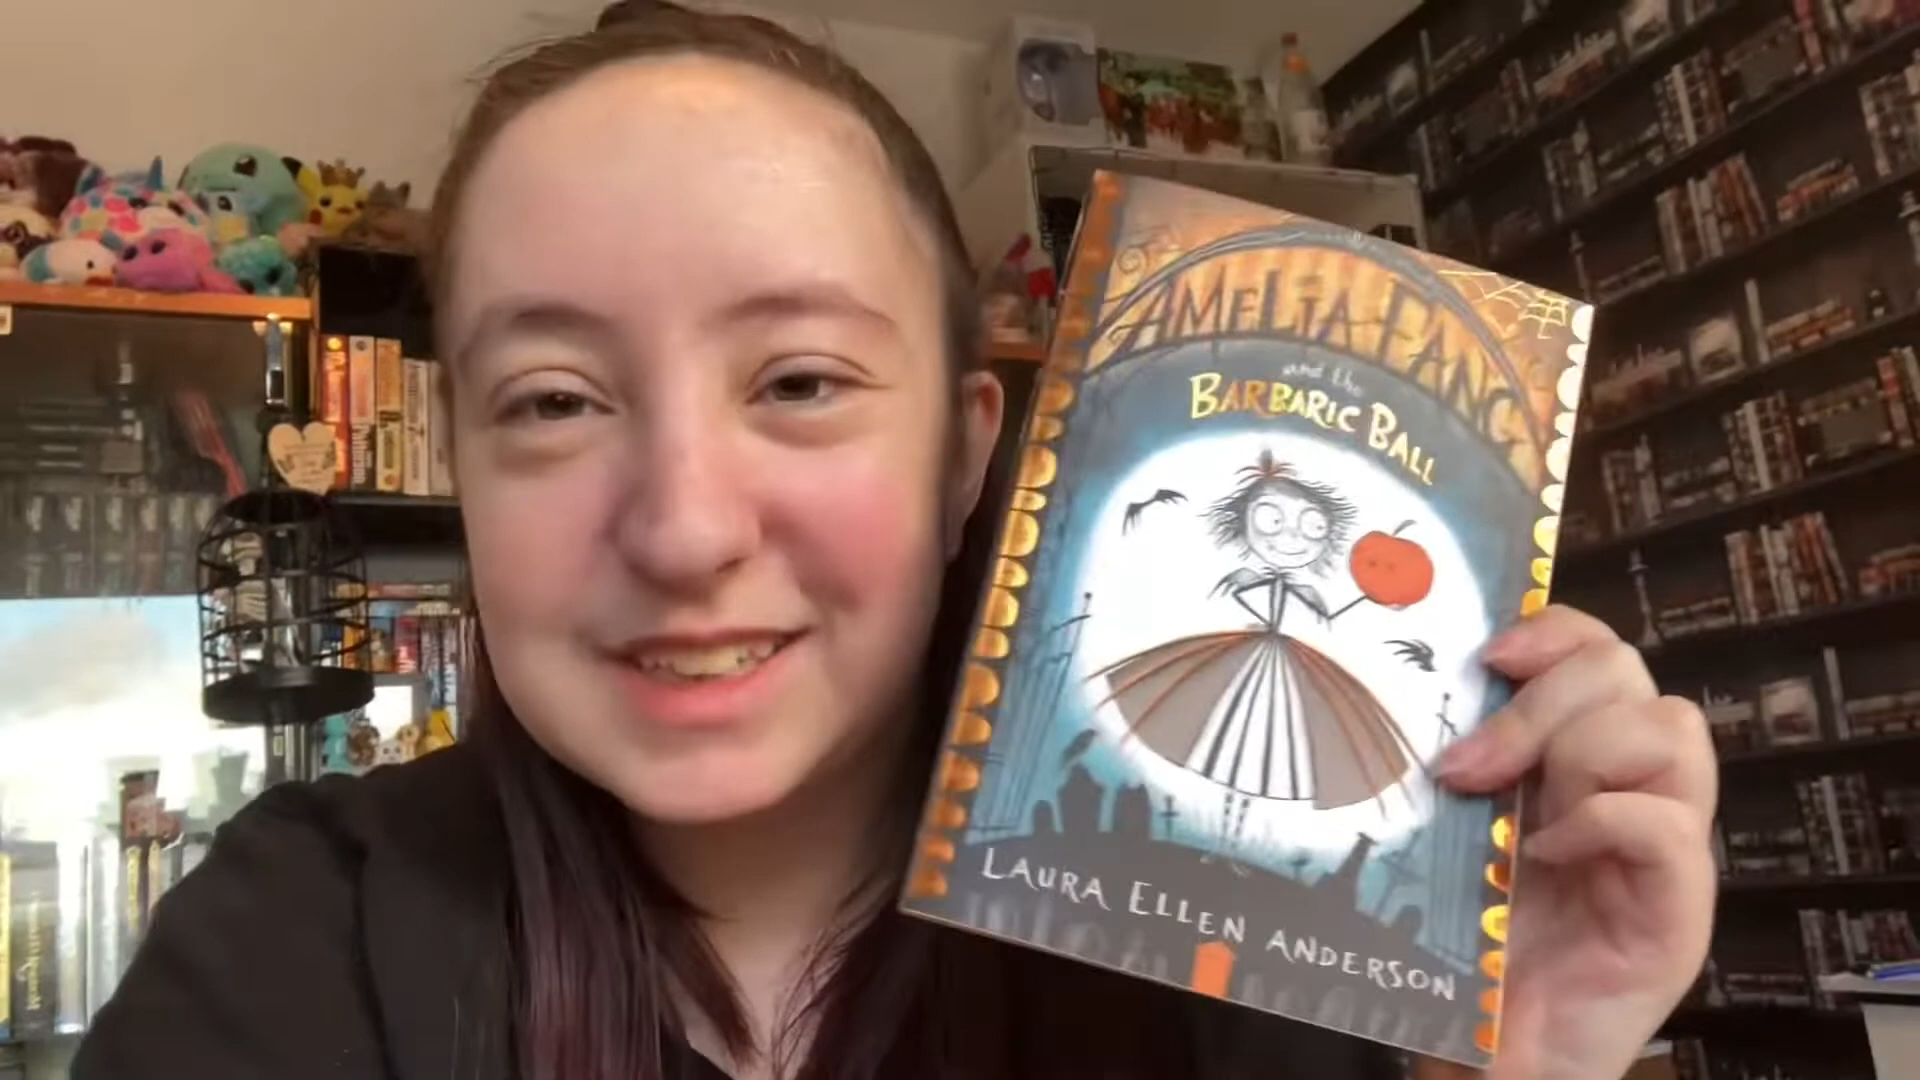 AMELIA FANG
and the
BARBARIC BALL
LAURA ELLEN ANDERSON